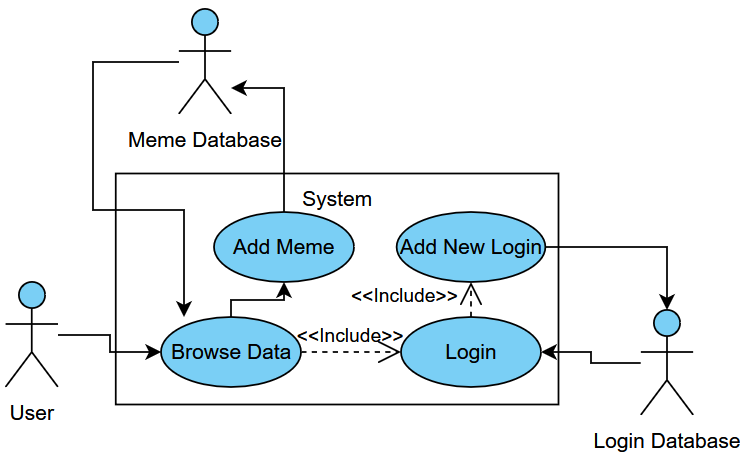 Meme Database
System
Add Meme
Add New Login
<<Include>>
<<Include>>
Browse Data
Login
User
Login Database